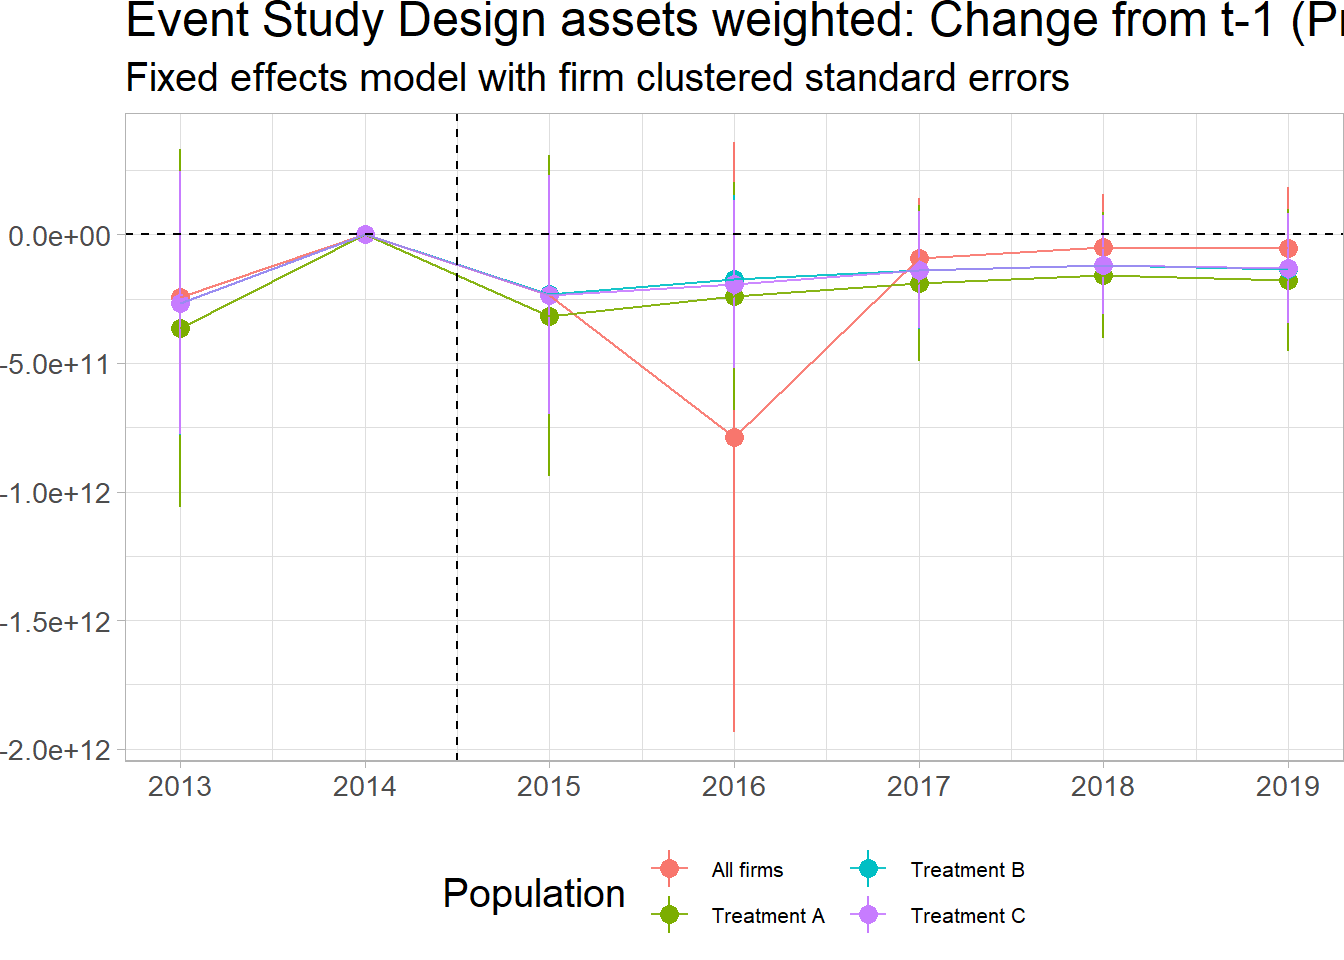 Event Study Design assets weighted: Change from t-1 (Pr
Fixed effects model with firm clustered standard errors
0.0e+00
-5.0e+11
-1.0e+12
-1.5e+12
-2.0e+12
2013 2014 2015 2016 2017 2018 2019
Population
All firms
Treatment A
Treatment B
Treatment C